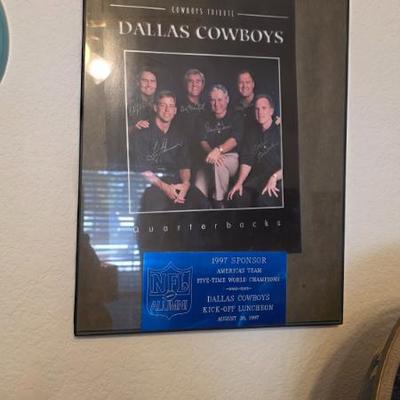 COWBOYS TRIBUTE
DALLAS COWBOYS
Quarterbacks
1997 SPONSOR
AMERICA'S TEAM
FIVE-TIME WORLD CHAMPIONS
DALLAS COWBOYS
KICK-OFF LUNCHEON
NFL
ALUMNI